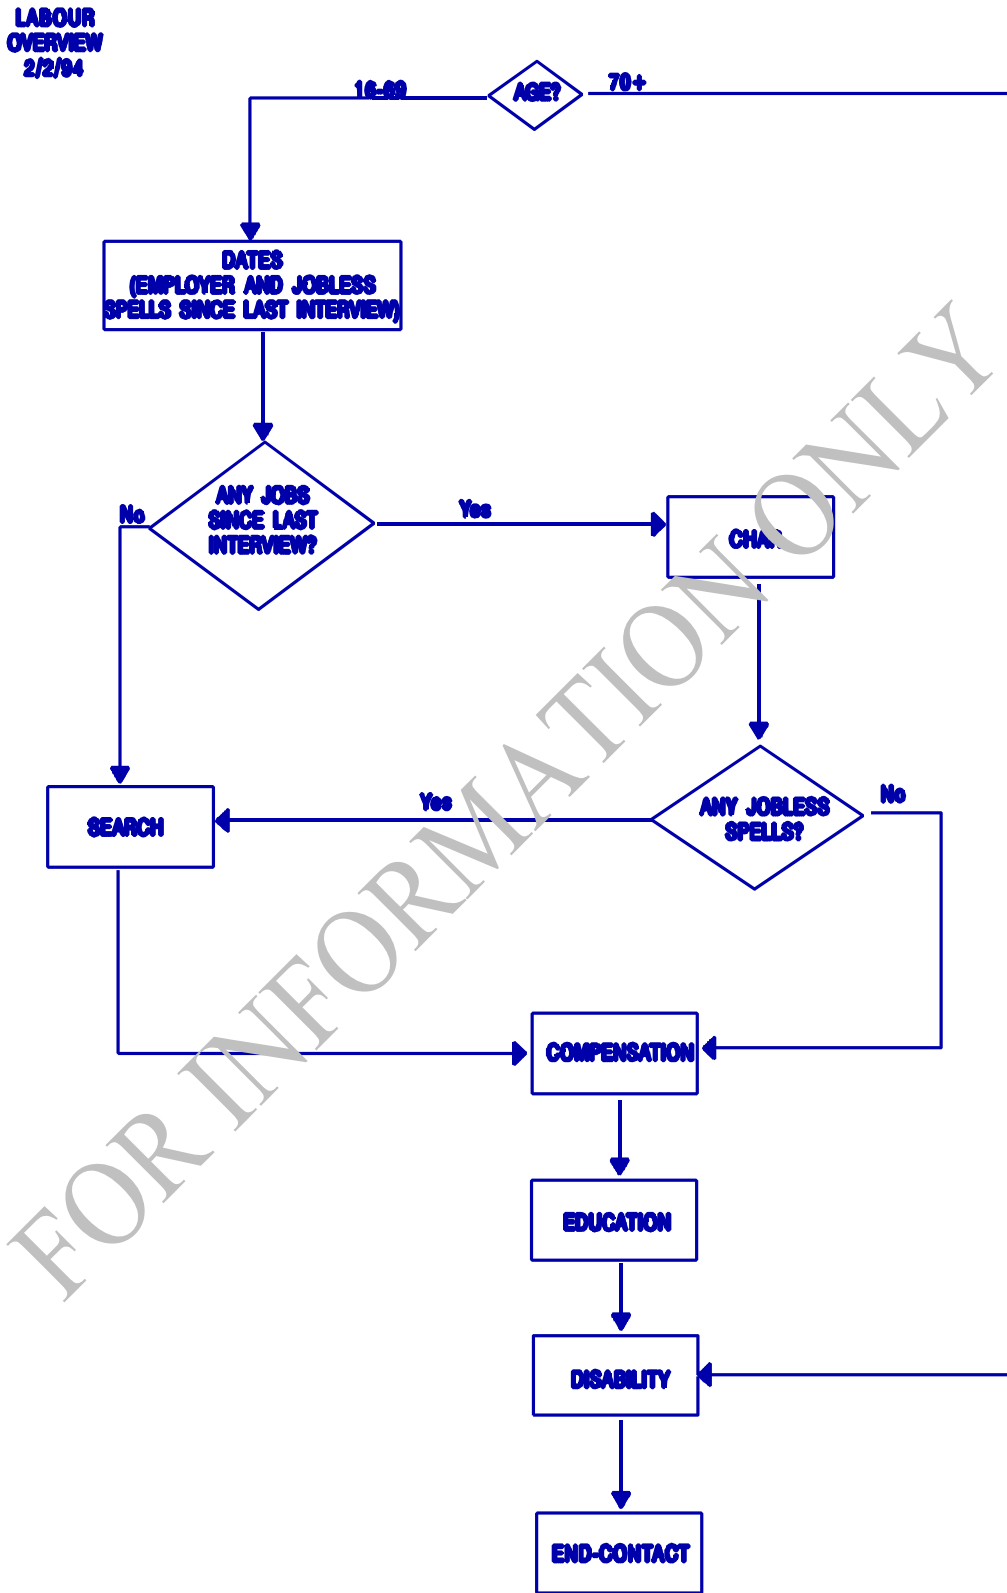 LABOUR
OVERVIEW
2/2/94
16-69
AGE?
70+
DATES
(EMPLOYER AND JOBLESS
SPELLS SINCE LAST INTERVIEW)
No
ANY JOBS
SINCE LAST
INTERVIEW?
Yes
SEARCH
Yes
ANY JOBLESS
SPELLS?
No
COMPENSATION
EDUCATION
DISABILITY
END-CONTACT
FOR INFORMATION ONLY